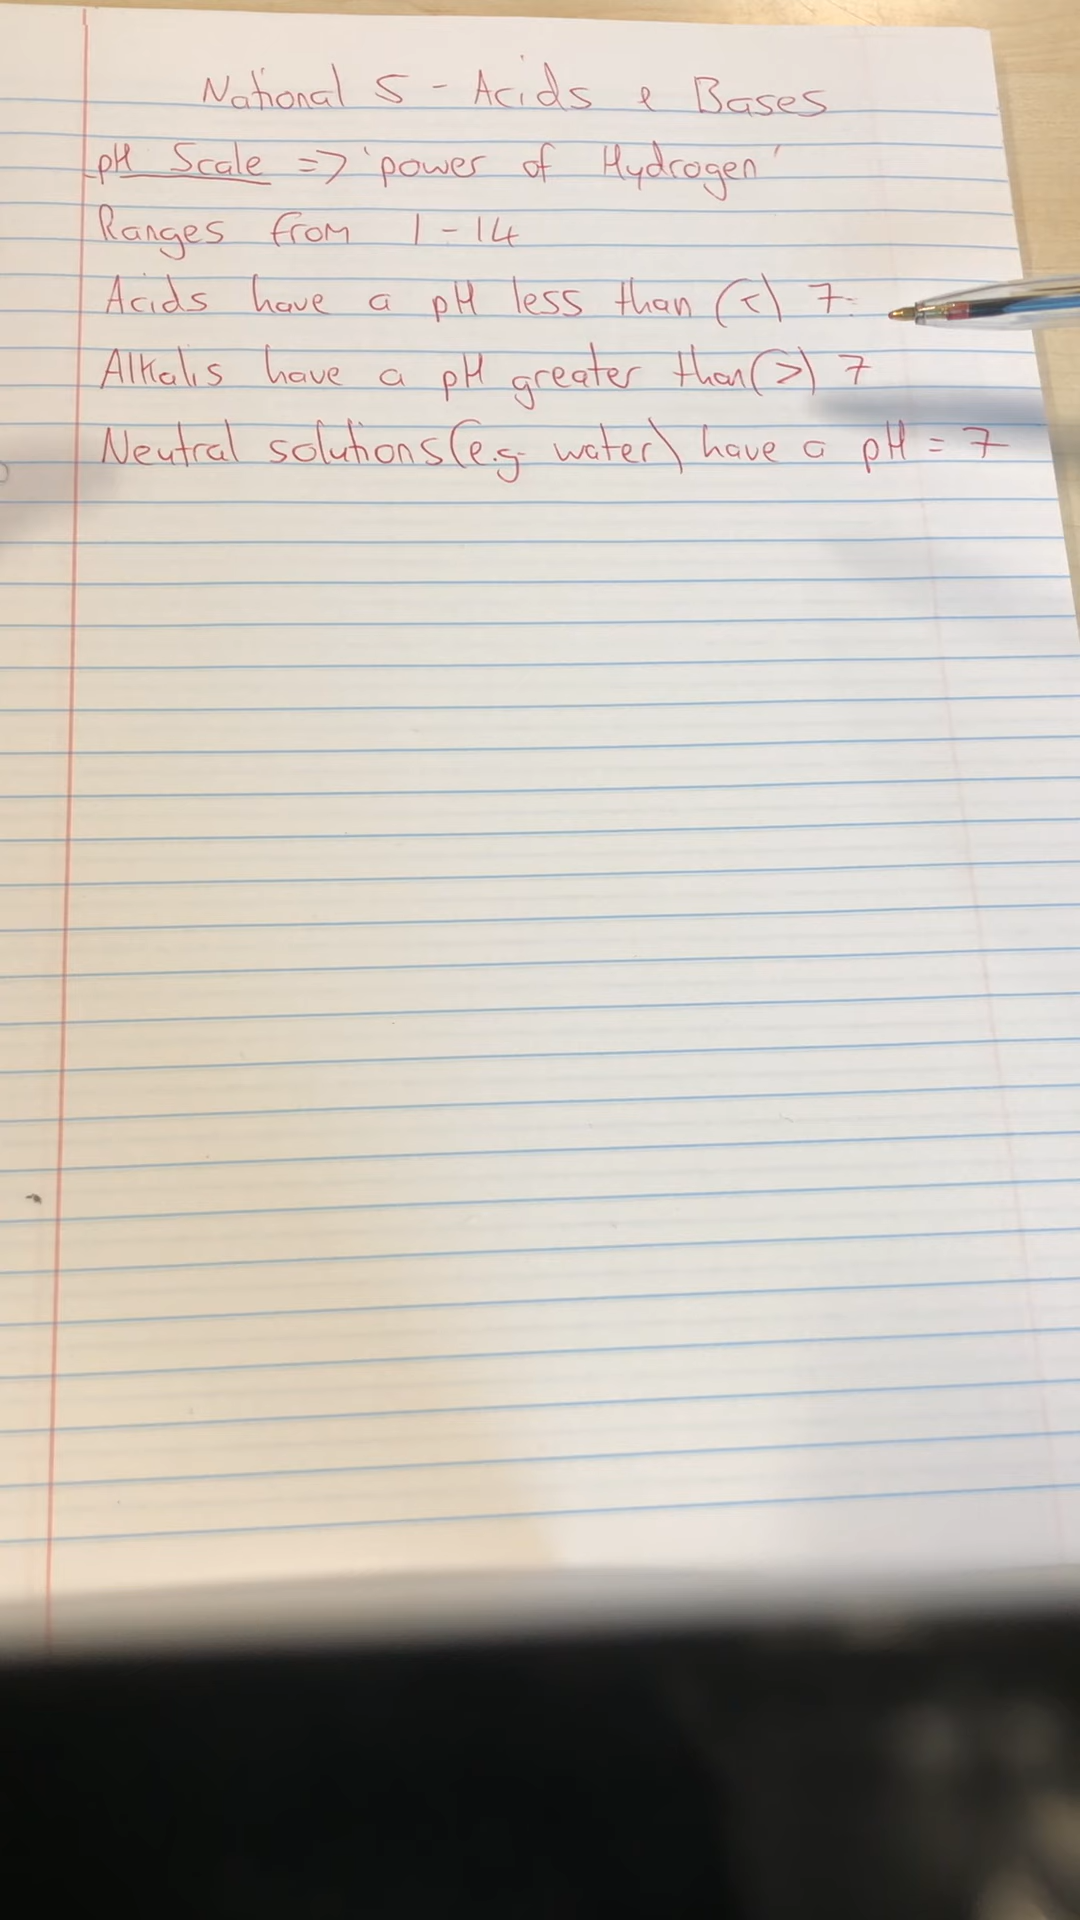 National 5 - Acids & Bases
pH Scale => 'power of Hydrogen'
Ranges from 1-14
Acids have a pH less than (<) 7.
Alkalis have a pH greater than (>) 7
Neutral solutions (e.g. water) have a pH = 7